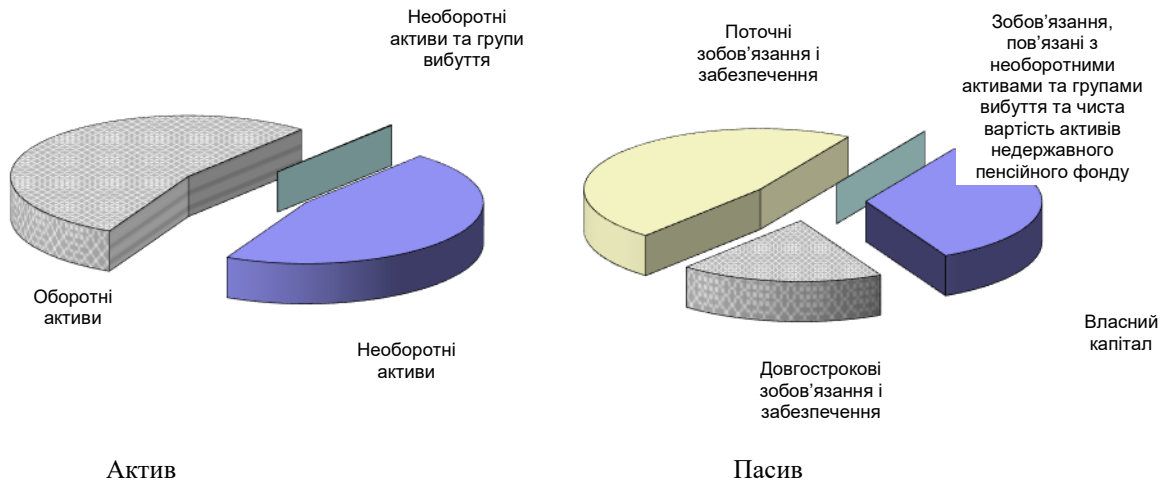 Необоротні
активи та групи
вибуття
Оборотні
активи
Необоротні
активи
Актив
Поточні
зобов’язання і
забезпечення
Зобов’язання,
пов’язані з
необоротними
активами та групами
вибуття та чиста
вартість активів
недержавного
пенсійного фонду
Власний
капітал
Довгострокові
зобов’язання і
забезпечення
Пасив